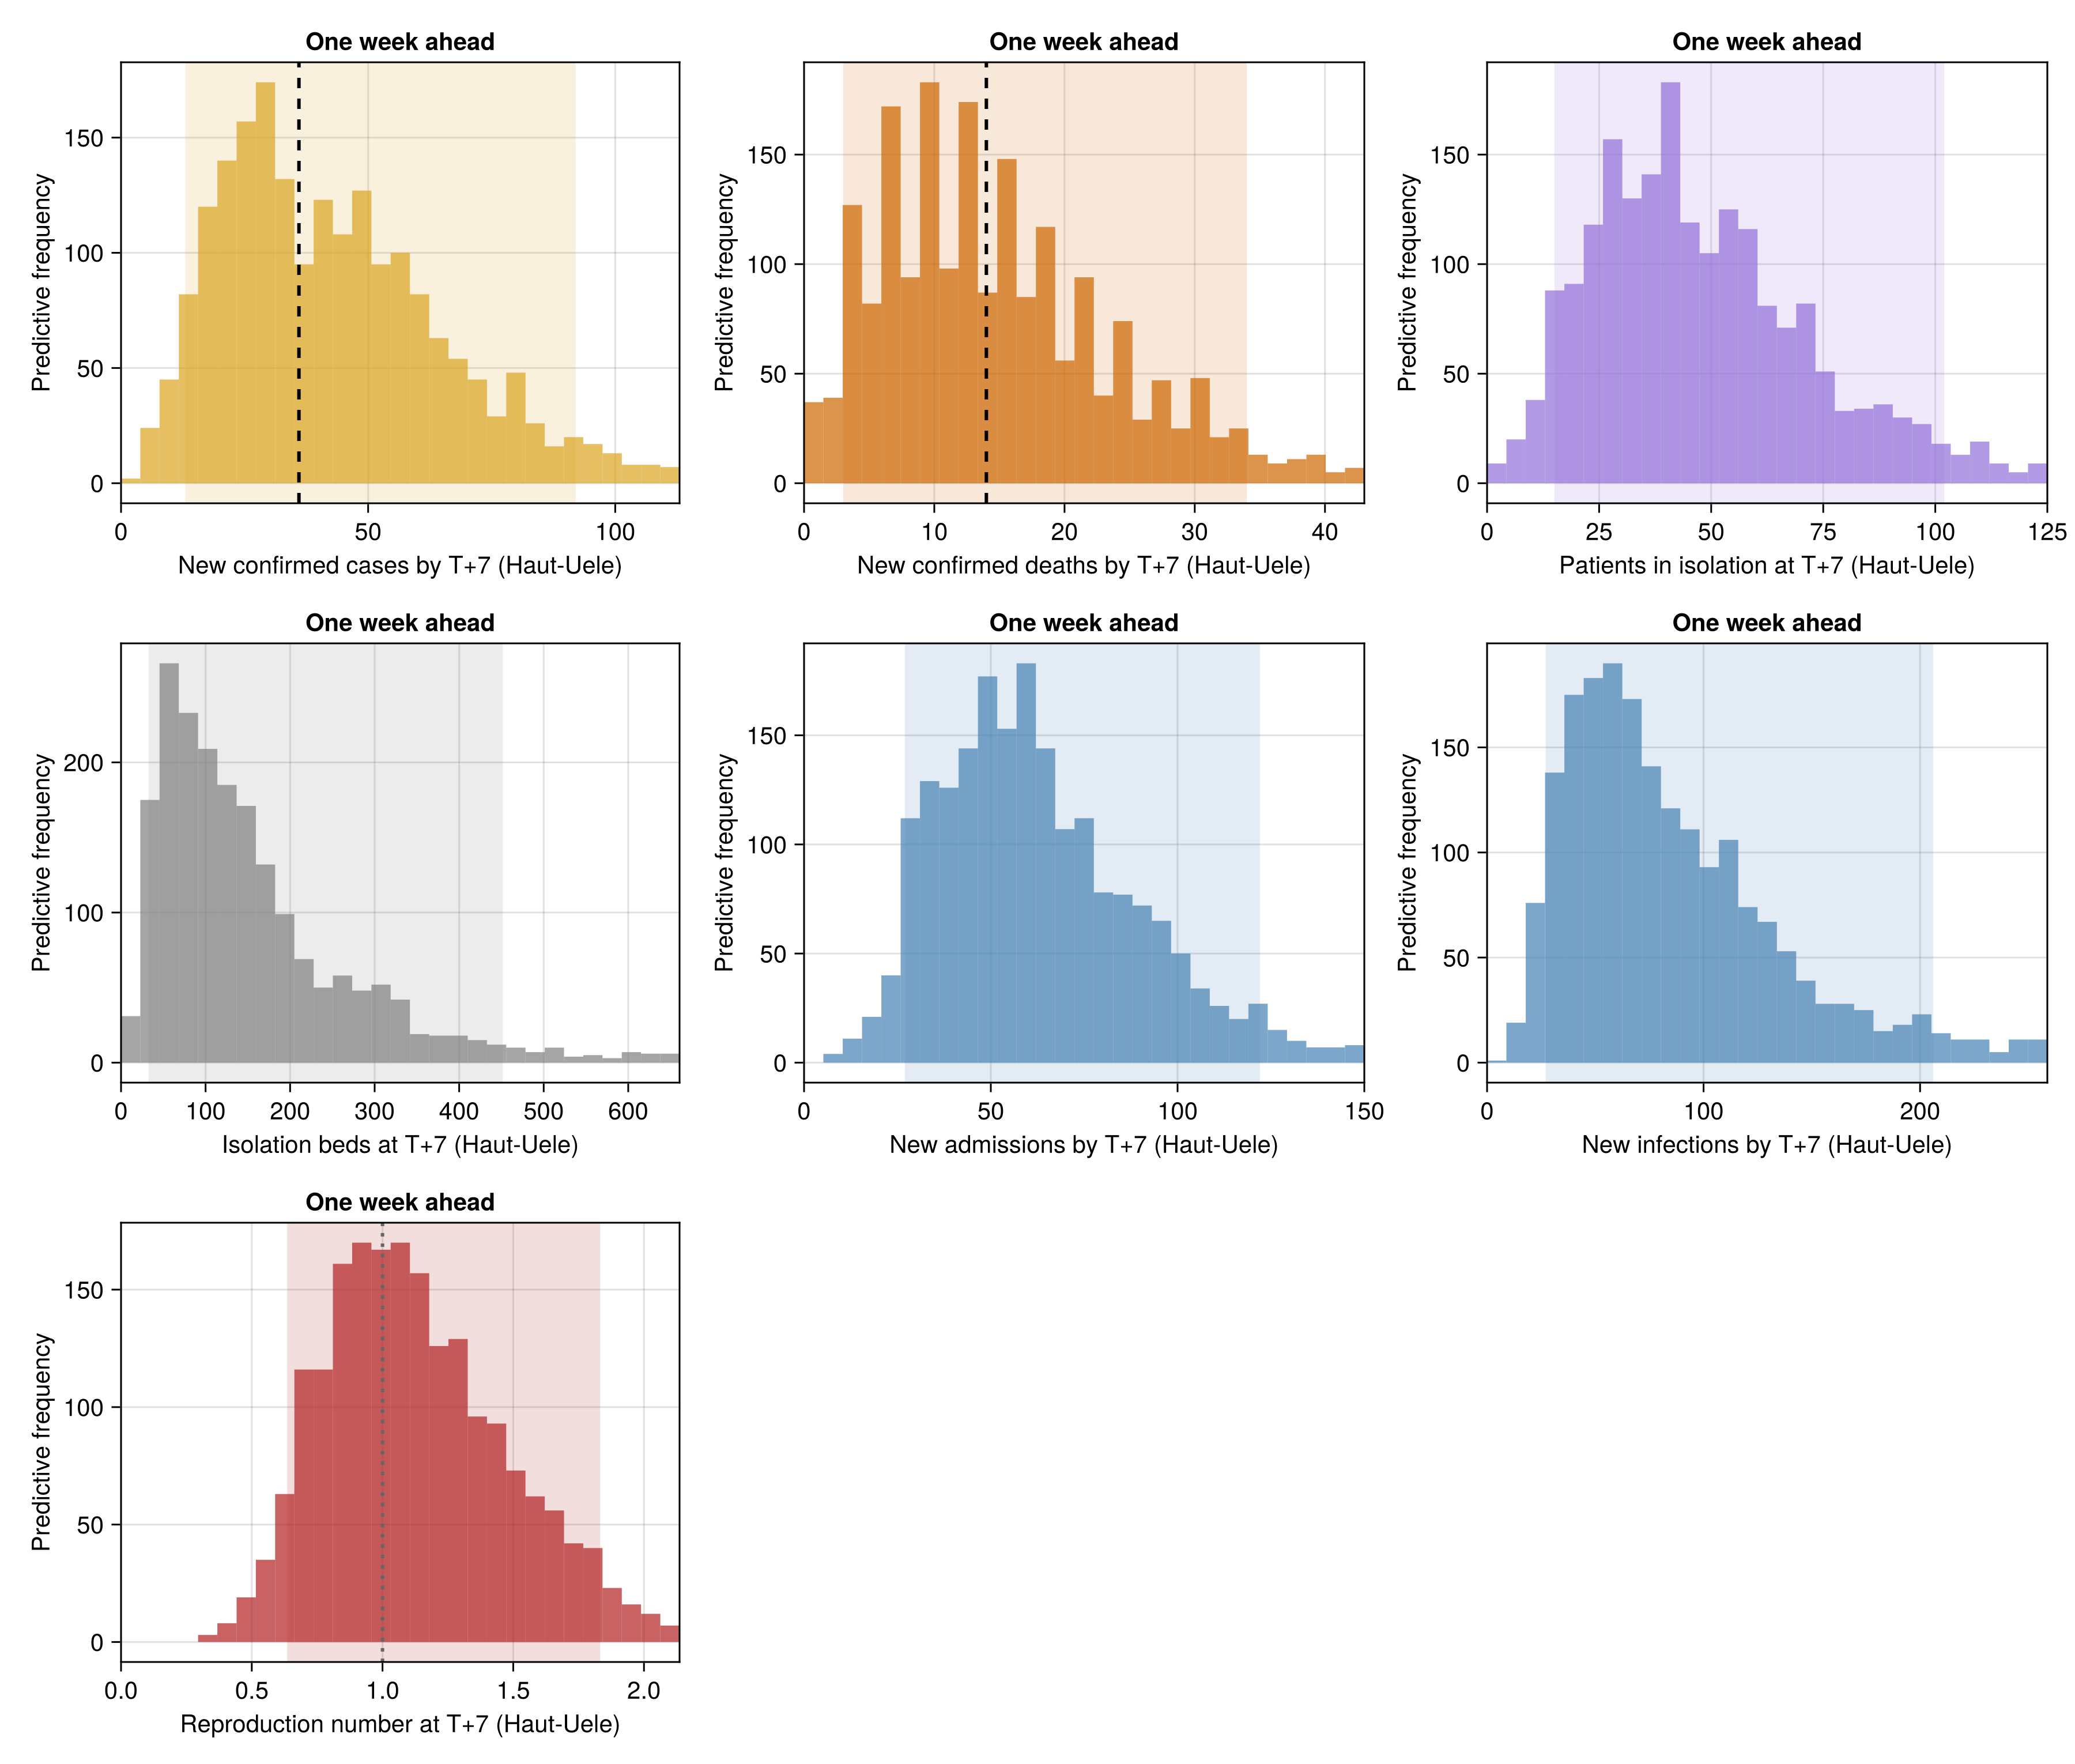 One week ahead
One week ahead
One week ahead
Predictive frequency
150
100
50
0
0
50
100
New confirmed cases by T+7 (Haut-Uele)
Predictive frequency
150
100
50
0
0
10
20
30
40
New confirmed deaths by T+7 (Haut-Uele)
Predictive frequency
150
100
50
0
0
25
50
75
100
125
Patients in isolation at T+7 (Haut-Uele)
One week ahead
One week ahead
One week ahead
Predictive frequency
200
100
0
0
100
200
300
400
500
600
Isolation beds at T+7 (Haut-Uele)
Predictive frequency
150
100
50
0
0
50
100
150
New admissions by T+7 (Haut-Uele)
Predictive frequency
150
100
50
0
0
100
200
New infections by T+7 (Haut-Uele)
One week ahead
Predictive frequency
150
100
50
0
0.0
0.5
1.0
1.5
2.0
Reproduction number at T+7 (Haut-Uele)